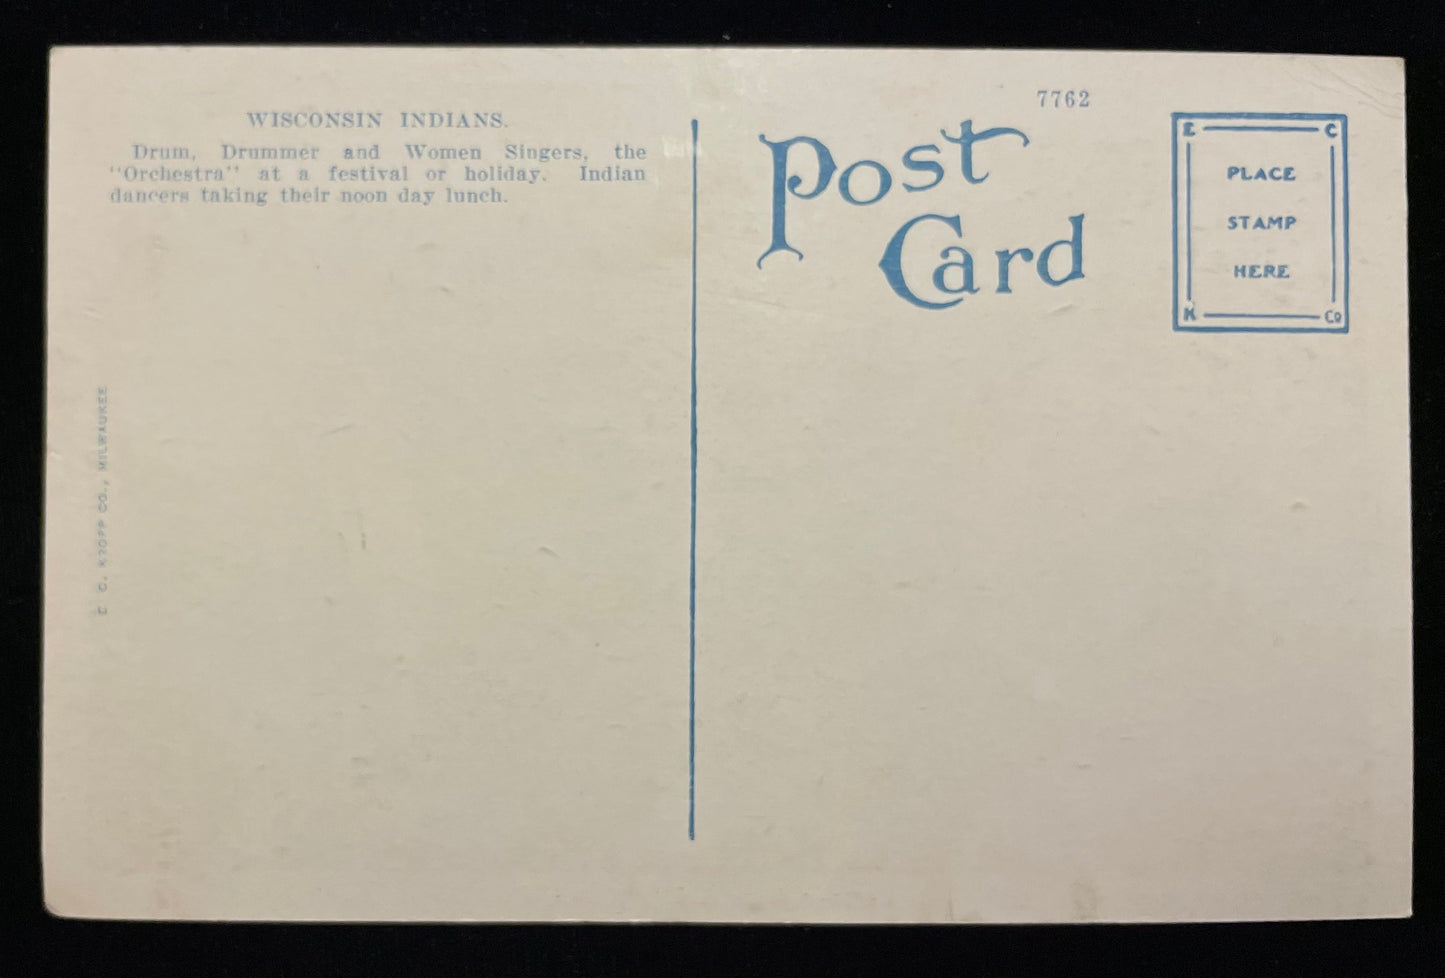 WISCONSIN INDIANS.
Drum, Drummer and Women Singers, the
"Orchestra" at a festival or holiday. Indian
dancers taking their noon day lunch.
E. C. KROPP CO., MILWAUKEE
7762
Post
Card
E C
PLACE
STAMP
HERE
K Co